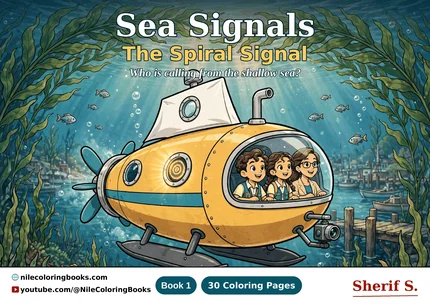 Sea Signals
The Spiral Signal
Who is calling from the shallow sea?
nilecoloringbooks.com
youtube.com/@NileColoringBooks
Book 1
30 Coloring Pages
Sherif S.